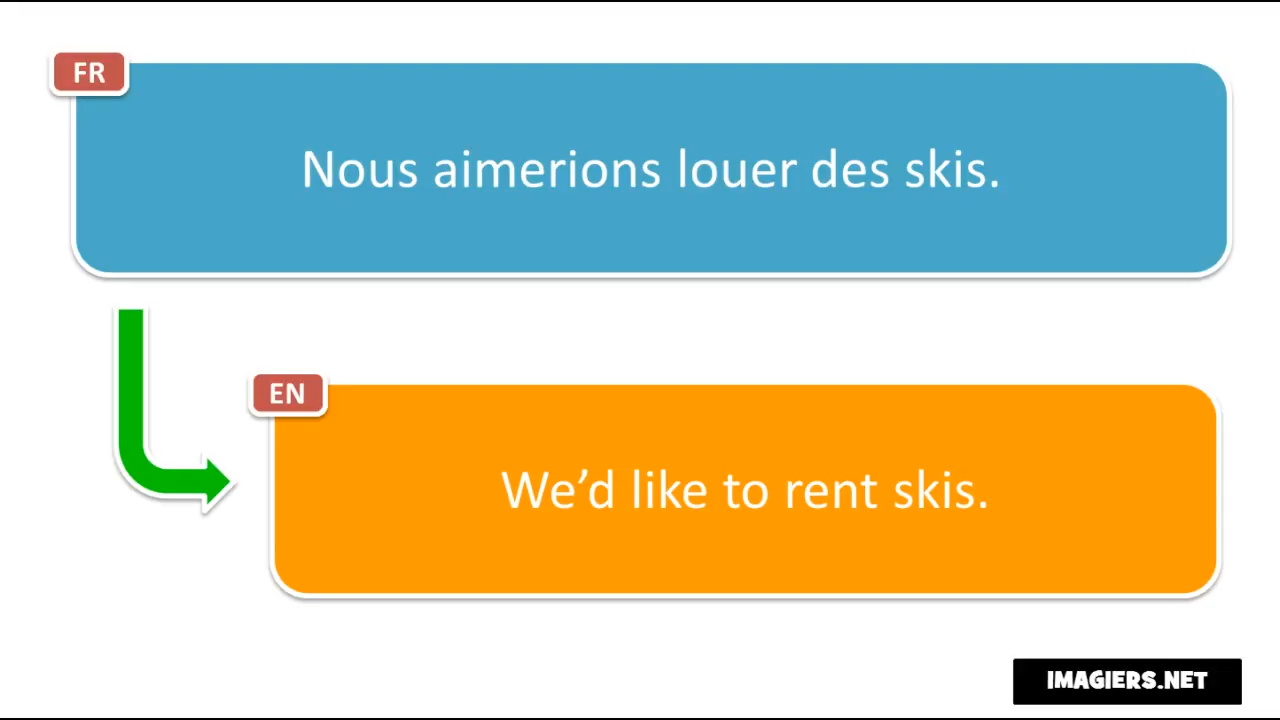 FR
Nous aimerions louer des skis.
EN
We’d like to rent skis.
IMAGIERS.NET